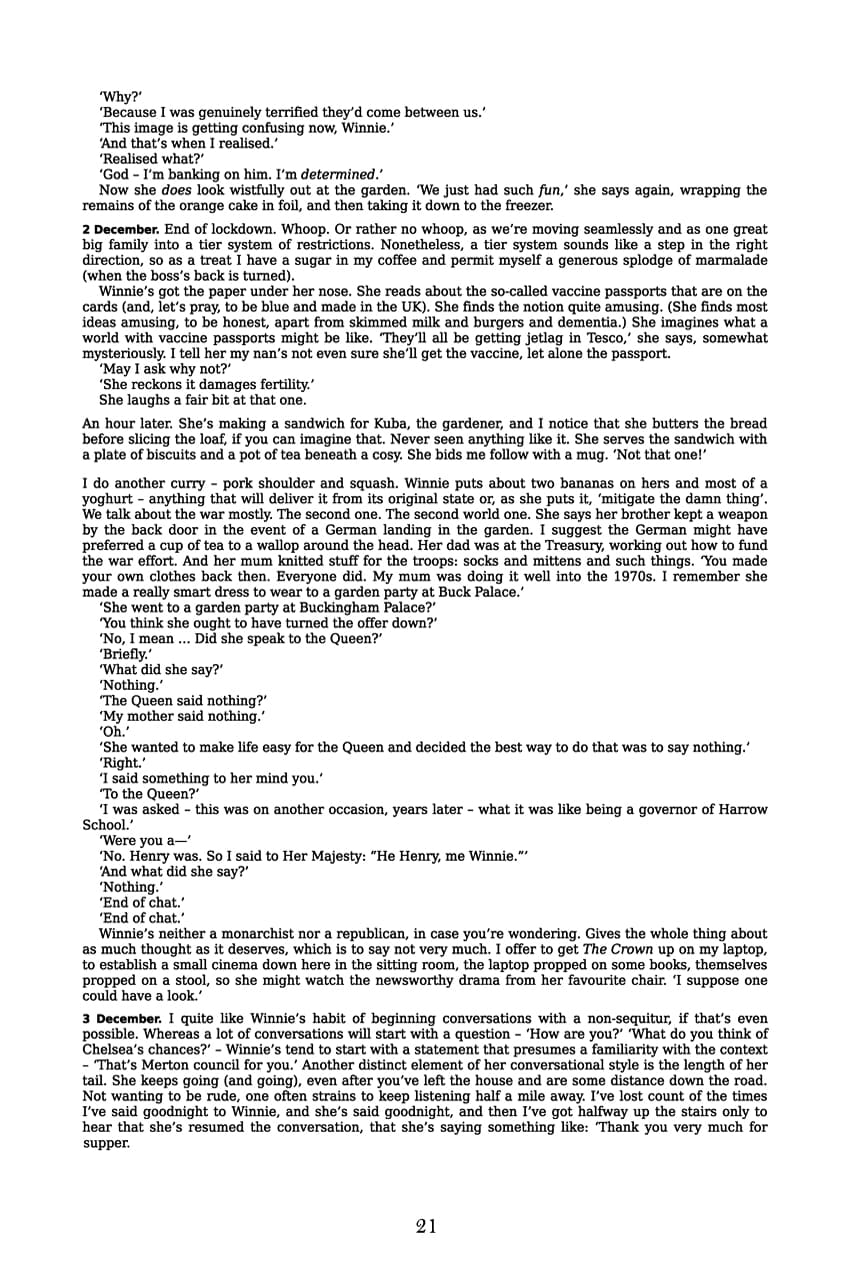 ‘Why?’
‘Because I was genuinely terrified they’d come between us.’
‘This image is getting confusing now, Winnie.’
‘And that’s when I realised.’
‘Realised what?’
‘God – I’m banking on him. I’m determined.’
Now she does look wistfully out at the garden. ‘We just had such fun,’ she says again, wrapping the
remains of the orange cake in foil, and then taking it down to the freezer.
2 December. End of lockdown. Whoop. Or rather no whoop, as we’re moving seamlessly and as one great
big family into a tier system of restrictions. Nonetheless, a tier system sounds like a step in the right
direction, so as a treat I have a sugar in my coffee and permit myself a generous splodge of marmalade
(when the boss’s back is turned).
Winnie’s got the paper under her nose. She reads about the so-called vaccine passports that are on the
cards (and, let’s pray, to be blue and made in the UK). She finds the notion quite amusing. (She finds most
ideas amusing, to be honest, apart from skimmed milk and burgers and dementia.) She imagines what a
world with vaccine passports might be like. ‘They’ll all be getting jetlag in Tesco,’ she says, somewhat
mysteriously. I tell her my nan’s not even sure she’ll get the vaccine, let alone the passport.
‘May I ask why not?’
‘She reckons it damages fertility.’
She laughs a fair bit at that one.
An hour later. She’s making a sandwich for Kuba, the gardener, and I notice that she butters the bread
before slicing the loaf, if you can imagine that. Never seen anything like it. She serves the sandwich with
a plate of biscuits and a pot of tea beneath a cosy. She bids me follow with a mug. ‘Not that one!’
I do another curry – pork shoulder and squash. Winnie puts about two bananas on hers and most of a
yoghurt – anything that will deliver it from its original state or, as she puts it, ‘mitigate the damn thing’.
We talk about the war mostly. The second one. The second world one. She says her brother kept a weapon
by the back door in the event of a German landing in the garden. I suggest the German might have
preferred a cup of tea to a wallop around the head. Her dad was at the Treasury, working out how to fund
the war effort. And her mum knitted stuff for the troops: socks and mittens and such things. ‘You made
your own clothes back then. Everyone did. My mum was doing it well into the 1970s. I remember she
made a really smart dress to wear to a garden party at Buck Palace.’
‘She went to a garden party at Buckingham Palace?’
‘You think she ought to have turned the offer down?’
‘No, I mean ... Did she speak to the Queen?’
‘Briefly.’
‘What did she say?’
‘Nothing.’
‘The Queen said nothing?’
‘My mother said nothing.’
‘Oh.’
‘She wanted to make life easy for the Queen and decided the best way to do that was to say nothing.’
‘Right.’
‘I said something to her mind you.’
‘To the Queen?’
‘I was asked – this was on another occasion, years later – what it was like being a governor of Harrow
School.’
‘Were you a—’
‘No. Henry was. So I said to Her Majesty: “He Henry, me Winnie.”’
‘And what did she say?’
‘Nothing.’
‘End of chat.’
‘End of chat.’
Winnie’s neither a monarchist nor a republican, in case you’re wondering. Gives the whole thing about
as much thought as it deserves, which is to say not very much. I offer to get The Crown up on my laptop,
to establish a small cinema down here in the sitting room, the laptop propped on some books, themselves
propped on a stool, so she might watch the newsworthy drama from her favourite chair. ‘I suppose one
could have a look.’
3 December. I quite like Winnie’s habit of beginning conversations with a non-sequitur, if that’s even
possible. Whereas a lot of conversations will start with a question – ‘How are you?’ ‘What do you think of
Chelsea’s chances?’ – Winnie’s tend to start with a statement that presumes a familiarity with the context
– ‘That’s Merton council for you.’ Another distinct element of her conversational style is the length of her
tail. She keeps going (and going), even after you’ve left the house and are some distance down the road.
Not wanting to be rude, one often strains to keep listening half a mile away. I’ve lost count of the times
I’ve said goodnight to Winnie, and she’s said goodnight, and then I’ve got halfway up the stairs only to
hear that she’s resumed the conversation, that she’s saying something like: ‘Thank you very much for
supper.
21